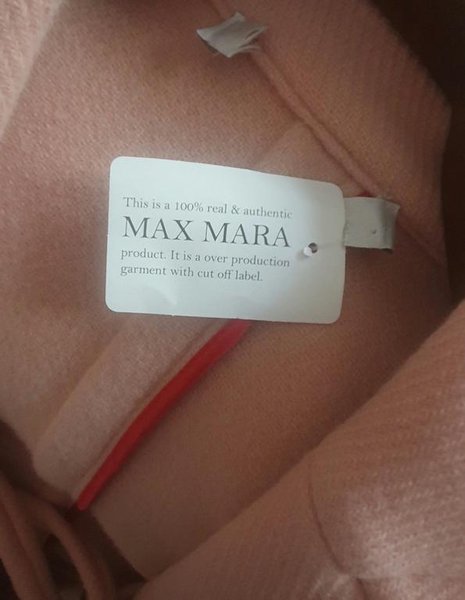 This is a 100% real & authentic
MAX MARA
product. It is a over production
garment with cut off label.